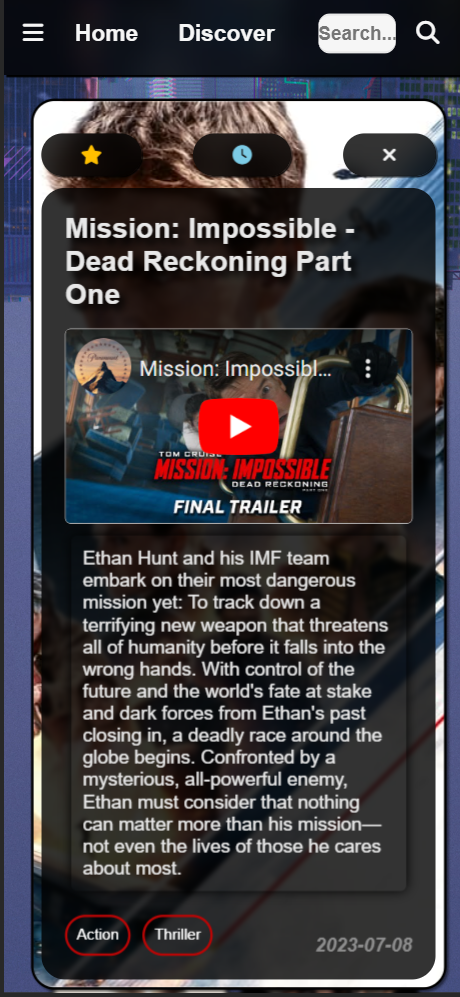 Home Discover Search...
Mission: Impossible -
Dead Reckoning Part
One
Paramount
Mission: Impossibl...
TOM CRUISE
MISSION: IMPOSSIBLE
DEAD RECKONING
PART ONE
FINAL TRAILER
Ethan Hunt and his IMF team
embark on their most dangerous
mission yet: To track down a
terrifying new weapon that threatens
all of humanity before it falls into the
wrong hands. With control of the
future and the world's fate at stake
and dark forces from Ethan's past
closing in, a deadly race around the
globe begins. Confronted by a
mysterious, all-powerful enemy,
Ethan must consider that nothing
can matter more than his mission—
not even the lives of those he cares
about most.
Action Thriller
2023-07-08